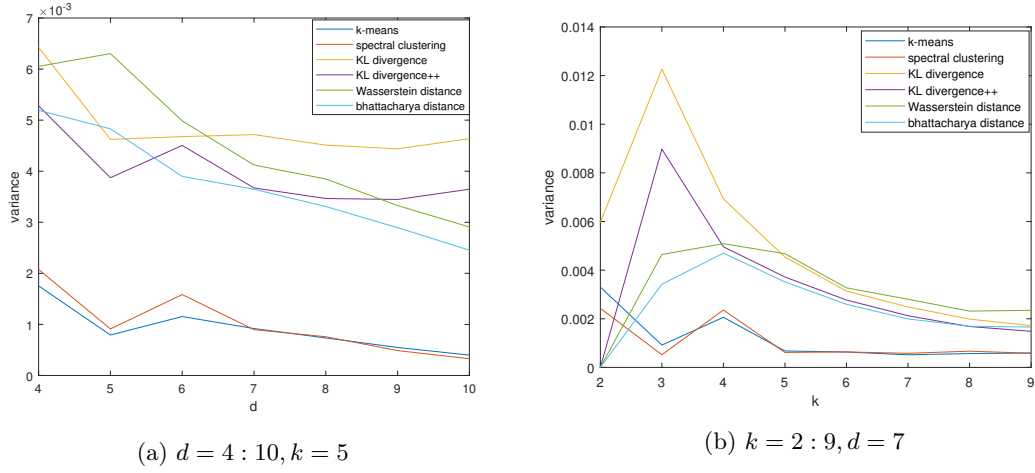 ×10⁻³
7
6
5
4
3
2
1
0
variance
4 5 6 7 8 9 10
d
k-means
spectral clustering
KL divergence
KL divergence++
Wasserstein distance
bhattacharya distance
(a) d = 4 : 10, k = 5
0.014
0.012
0.01
0.008
0.006
0.004
0.002
0
variance
2 3 4 5 6 7 8 9
k
k-means
spectral clustering
KL divergence
KL divergence++
Wasserstein distance
bhattacharya distance
(b) k = 2 : 9, d = 7